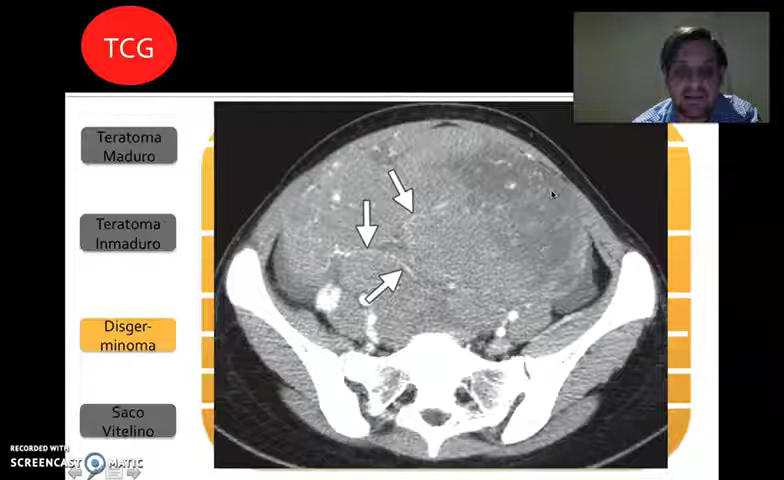 TCG
Teratoma
Maduro
Teratoma
Inmaduro
Disger-
minoma
Saco
Vitelino
RECORDED WITH
SCREENCAST MATIC